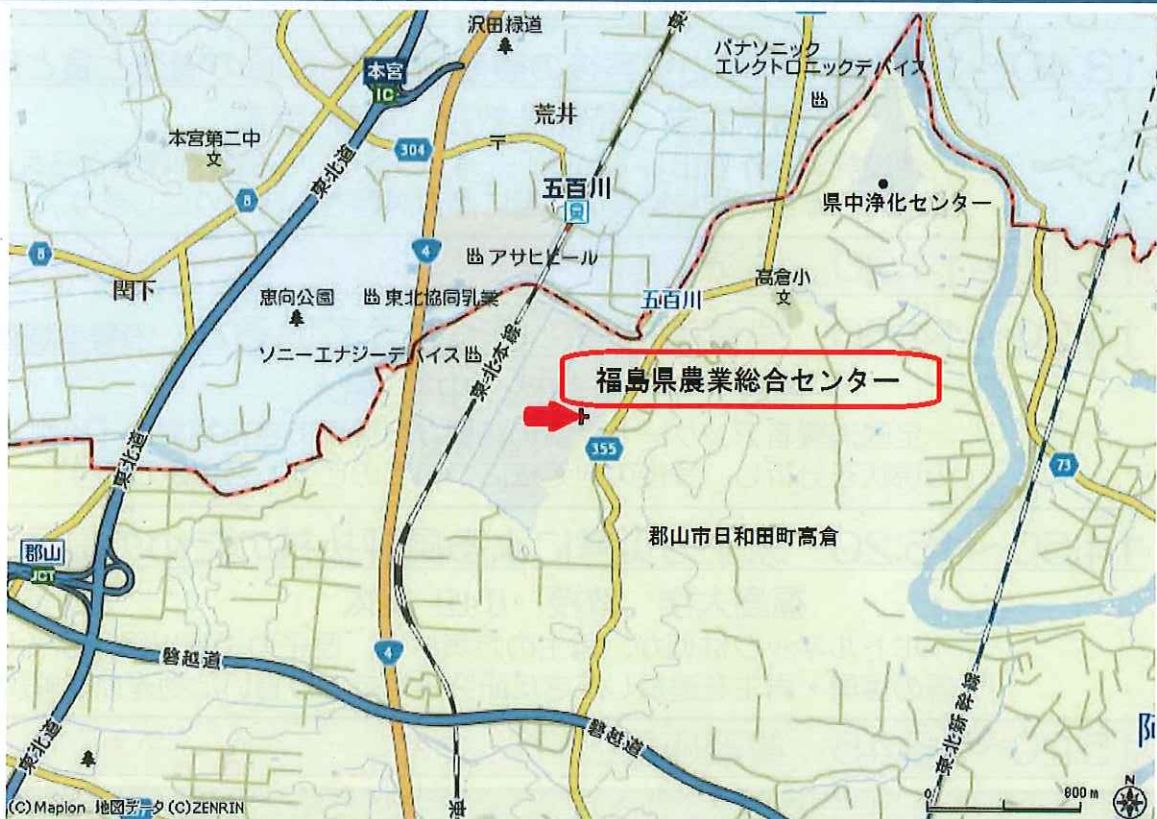 沢田緑道
パナソニック
エレクトロニックデバイス
本宮
IC
荒井
304
本宮第二中
文
東北道
8
五百川
県中浄化センター
4
8
アサヒビール
閏下
恵向公園
東北協同乳業
五百川
高倉小
文
ソニーエナジーデバイス
東北本線
福島県農業総合センター
355
73
東北道
郡山市日和田町高倉
郡山
JCT
4
磐越道
磐越道
東北新幹線
東北道
(C)Mapion 地図データ(C)ZENRIN
0
800 m
N